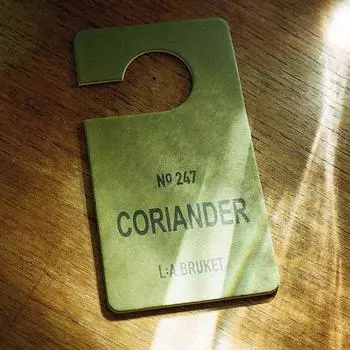 Nº 247
CORIANDER
L:A BRUKET